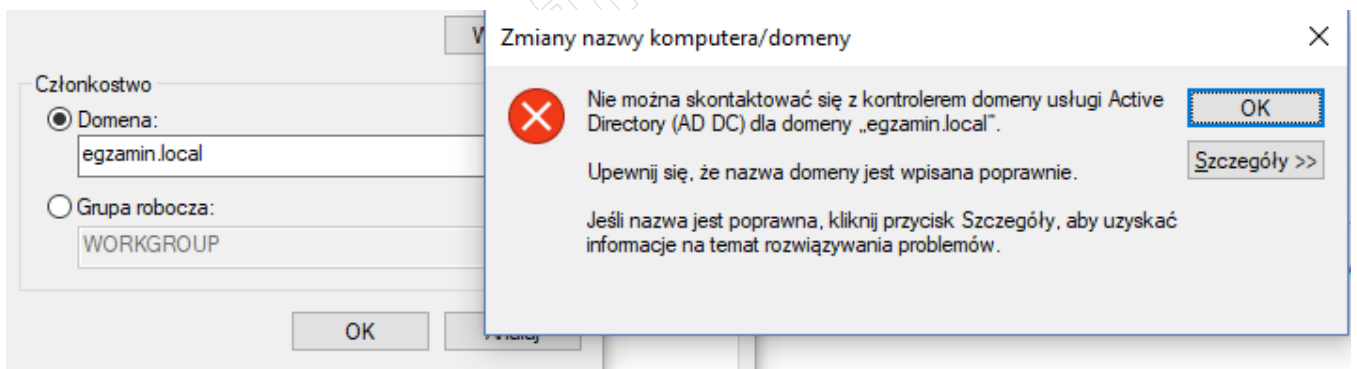 Członkostwo
Domena:
egzamin.local
Grupa robocza:
WORKGROUP
OK
Zmiany nazwy komputera/domeny
Nie można skontaktować się z kontrolerem domeny usługi Active
Directory (AD DC) dla domeny „egzamin.local”.
Upewnij się, że nazwa domeny jest wpisana poprawnie.
Jeśli nazwa jest poprawna, kliknij przycisk Szczegóły, aby uzyskać
informacje na temat rozwiązywania problemów.
OK
Szczegóły >>